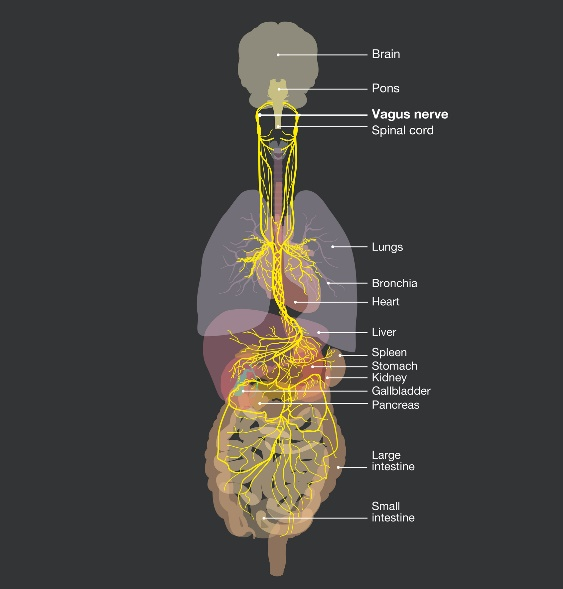 Brain
Pons
Vagus nerve
Spinal cord
Lungs
Bronchia
Heart
Liver
Spleen
Stomach
Kidney
Gallbladder
Pancreas
Large
intestine
Small
intestine